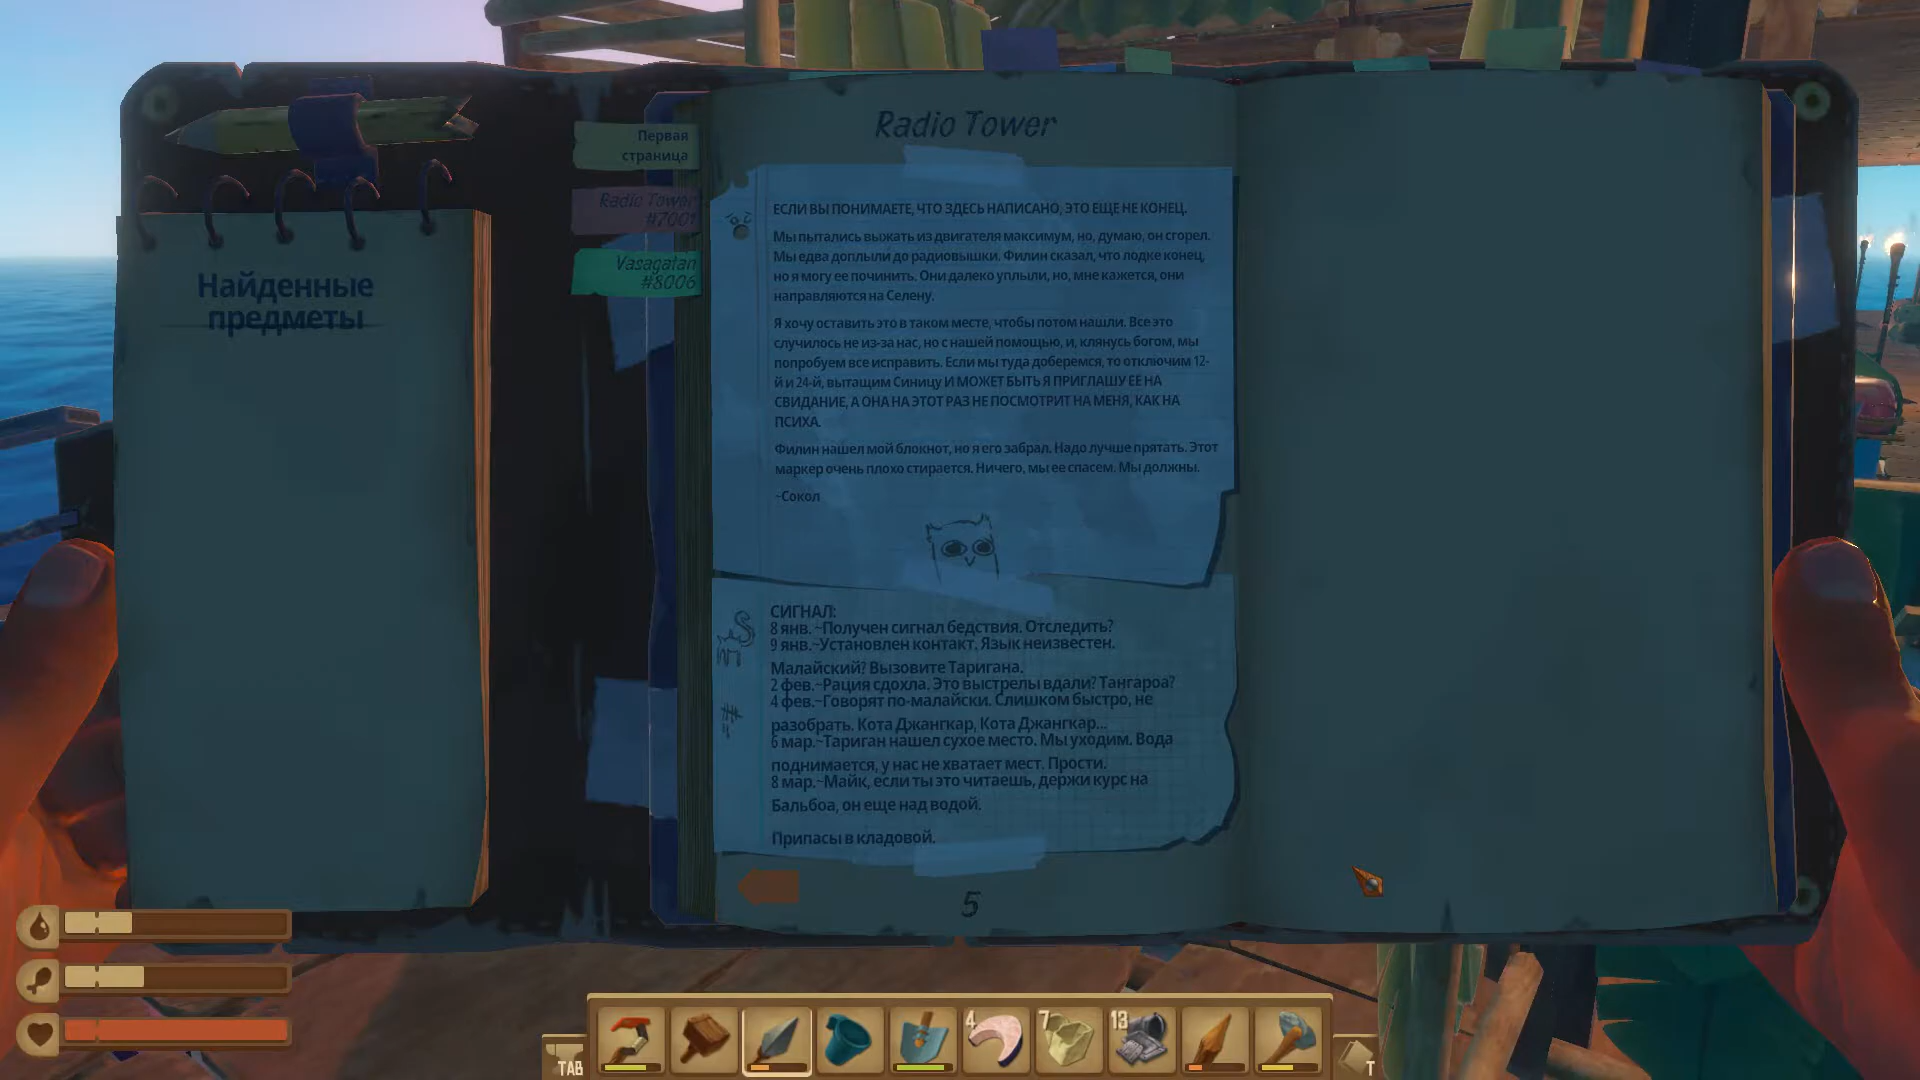 Найденные
предметы
Первая
страница
Radio Tower
#7001
Vasagatan
#8006
Radio Tower
ЕСЛИ ВЫ ПОНИМАЕТЕ, ЧТО ЗДЕСЬ НАПИСАНО, ЭТО ЕЩЕ НЕ КОНЕЦ.
Мы пытались выжать из двигателя максимум, но, думаю, он сгорел.
Мы едва доплыли до радиовышки. Филин сказал, что лодке конец,
но я могу ее починить. Они далеко уплыли, но, мне кажется, они
направляются на Селену.
Я хочу оставить это в таком месте, чтобы потом нашли. Все это
случилось не из-за нас, но с нашей помощью, и, клянусь богом, мы
попробуем все исправить. Если мы туда доберемся, то отключим 12-
й и 24-й, вытащим Синицу И МОЖЕТ БЫТЬ Я ПРИГЛАШУ ЕЕ НА
СВИДАНИЕ, А ОНА НА ЭТОТ РАЗ НЕ ПОСМОТРИТ НА МЕНЯ, КАК НА
ПСИХА.
Филин нашел мой блокнот, но я его забрал. Надо лучше прятать. Этот
маркер очень плохо стирается. Ничего, мы ее спасем. Мы должны.
~Сокол
СИГНАЛ:
8 янв. ~Получен сигнал бедствия. Отследить?
9 янв.~Установлен контакт. Язык неизвестен.
Малайский? Вызовите Таригана.
2 фев.~Рация сдохла. Это выстрелы вдали? Тангароа?
4 фев.~Говорят по-малайски. Слишком быстро, не
разобрать. Кота Джангкар, Кота Джангкар...
6 мар.~Тариган нашел сухое место. Мы уходим. Вода
поднимается, у нас не хватает мест. Прости.
8 мар.~Майк, если ты это читаешь, держи курс на
Бальбоа, он еще над водой.
Припасы в кладовой.
5
TAB
4
7
13
T